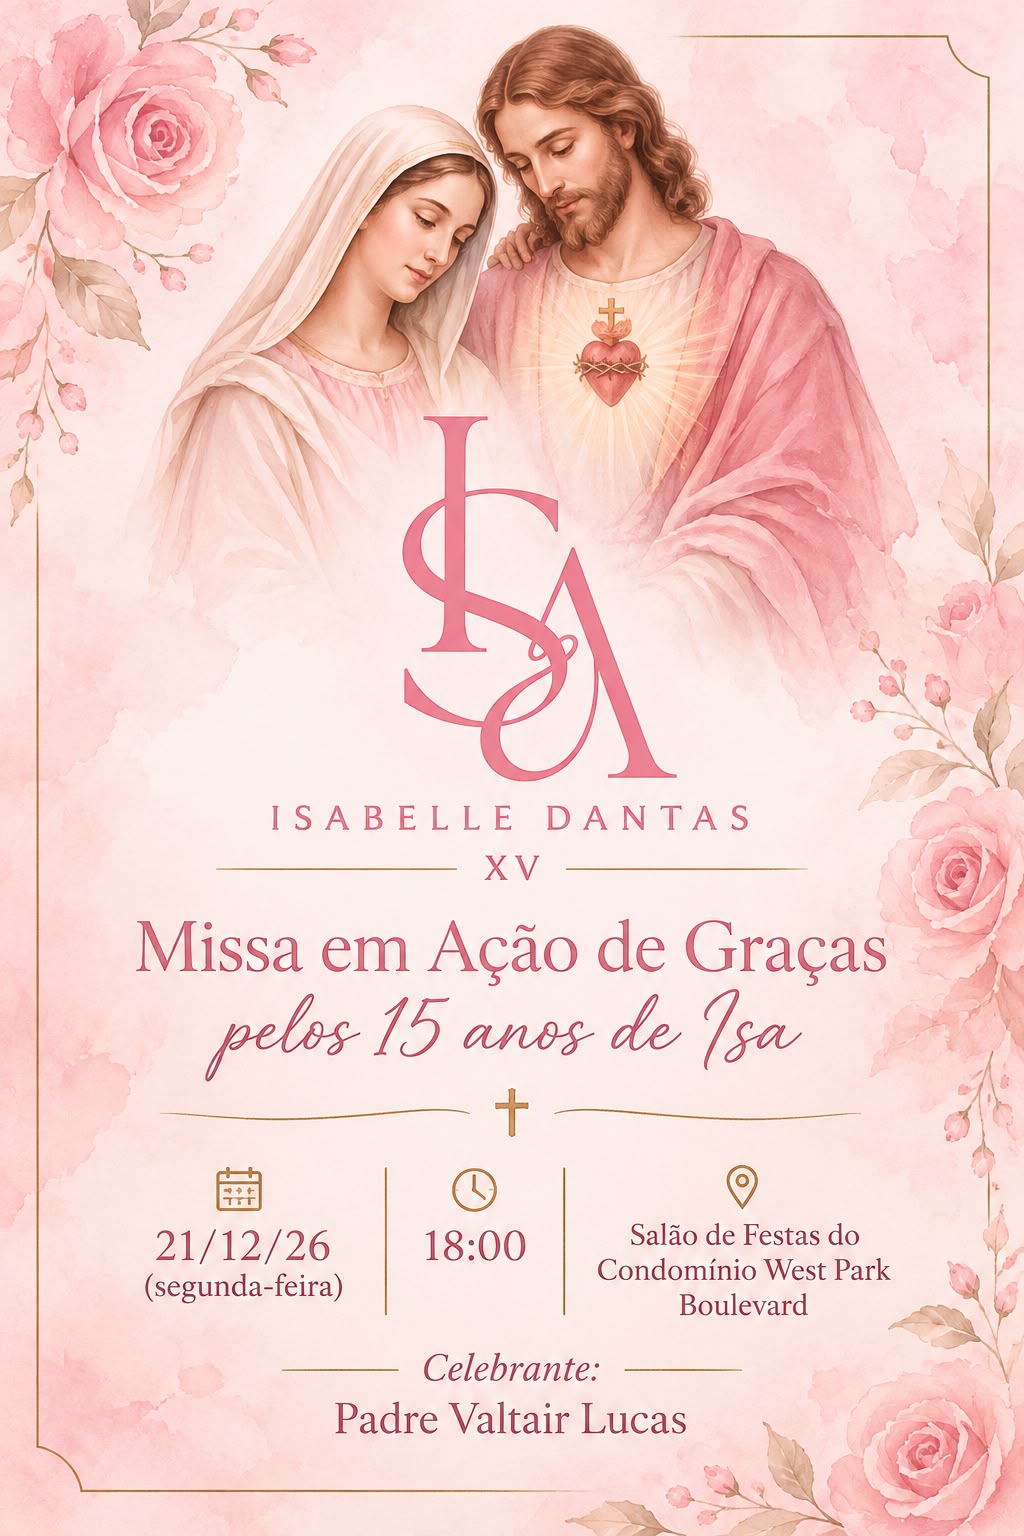 ISA
ISABELLE DANTAS
XV
Missa em Ação de Graças
pelos 15 anos de Isa
21/12/26
(segunda-feira)
18:00
Salão de Festas do
Condomínio West Park
Boulevard
Celebrante:
Padre Valtair Lucas